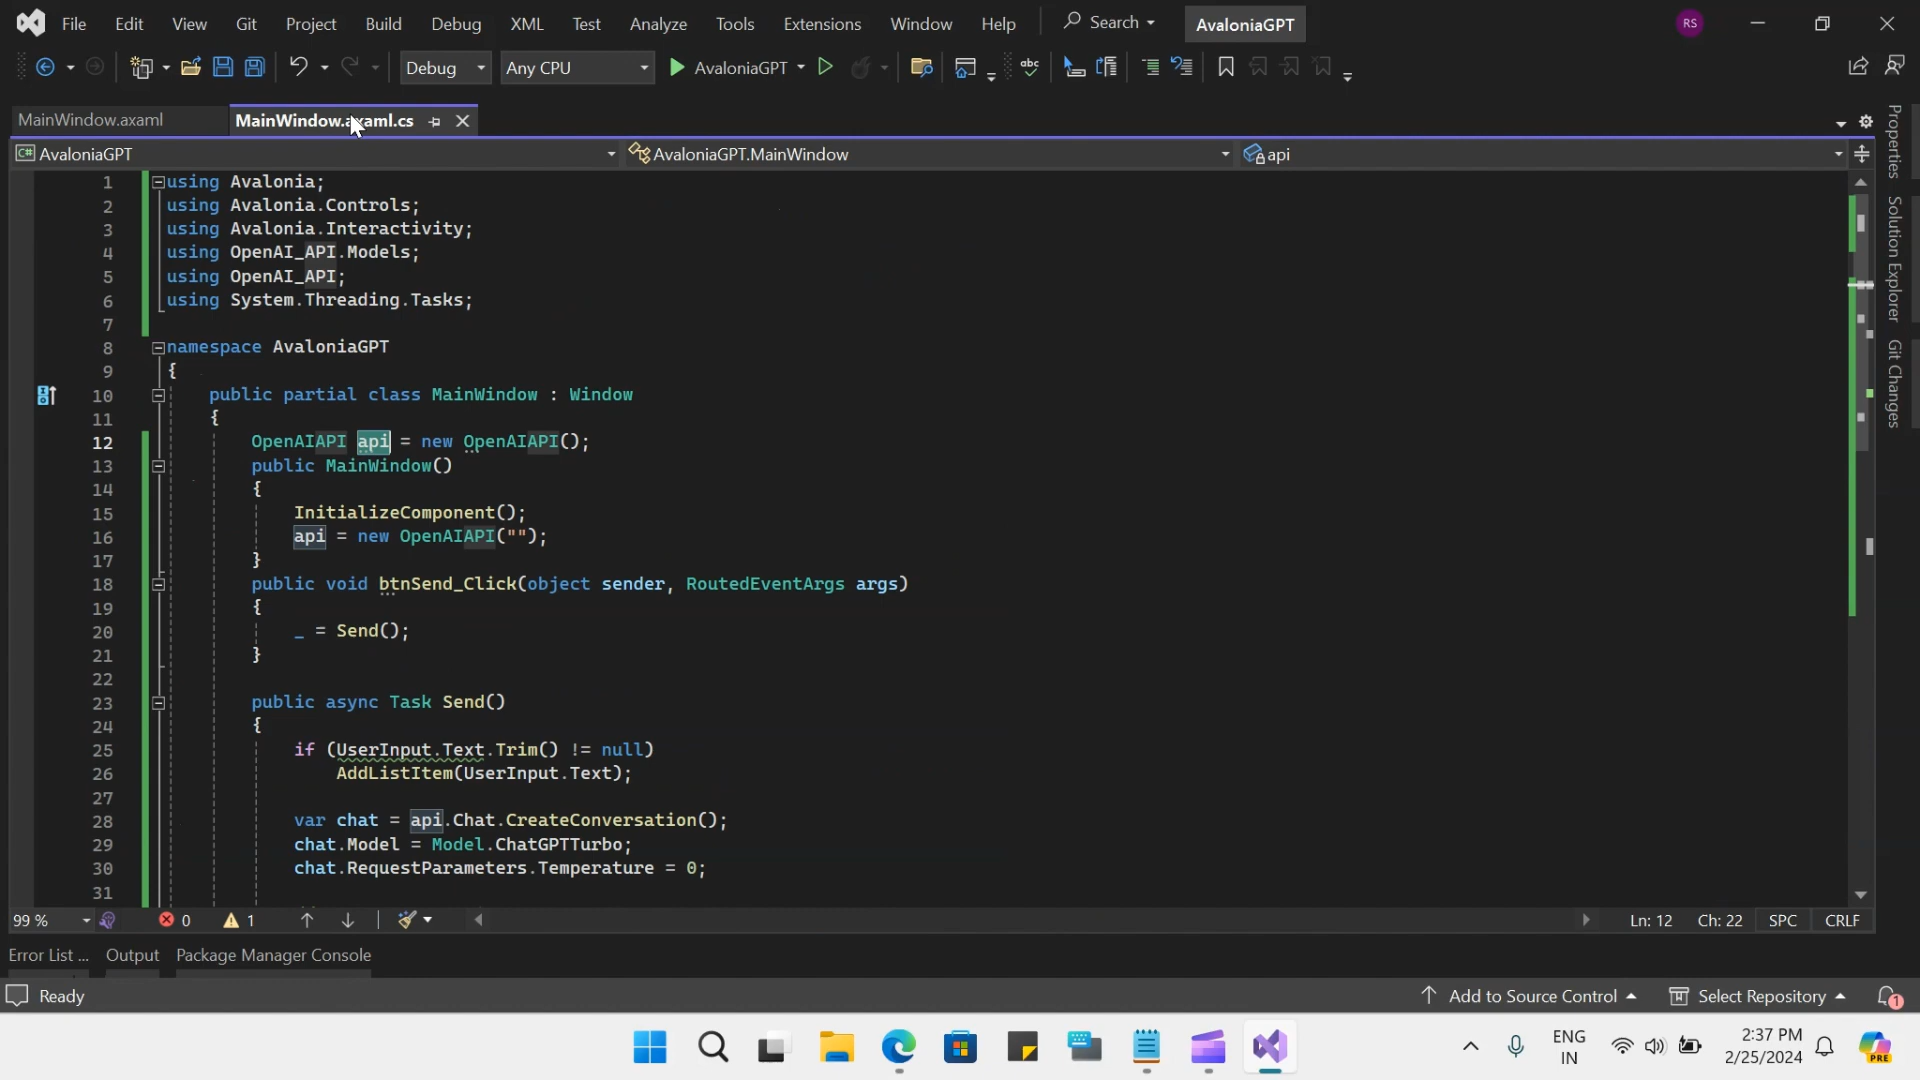 File Edit View Git Project Build Debug XML Test Analyze Tools Extensions Window Help Search AvaloniaGPT RS
Debug Any CPU AvaloniaGPT
MainWindow.axaml MainWindow.axaml.cs
C# AvaloniaGPT AvaloniaGPT.MainWindow api
1 using Avalonia;
2 using Avalonia.Controls;
3 using Avalonia.Interactivity;
4 using OpenAI_API.Models;
5 using OpenAI_API;
6 using System.Threading.Tasks;
7
8 namespace AvaloniaGPT
9 {
10 public partial class MainWindow : Window
11 {
12 OpenAIAPI api = new OpenAIAPI();
13 public MainWindow()
14 {
15 InitializeComponent();
16 api = new OpenAIAPI("");
17 }
18 public void btnSend_Click(object sender, RoutedEventArgs args)
19 {
20 _ = Send();
21 }
22
23 public async Task Send()
24 {
25 if (UserInput.Text.Trim() != null)
26 AddListItem(UserInput.Text);
27
28 var chat = api.Chat.CreateConversation();
29 chat.Model = Model.ChatGPTTurbo;
30 chat.RequestParameters.Temperature = 0;
31
Properties
Solution Explorer
Git Changes
99 % 0 1 Ln: 12 Ch: 22 SPC CRLF
Error List ... Output Package Manager Console
Ready Add to Source Control Select Repository 1
ENG
IN
2:37 PM
2/25/2024
PRE